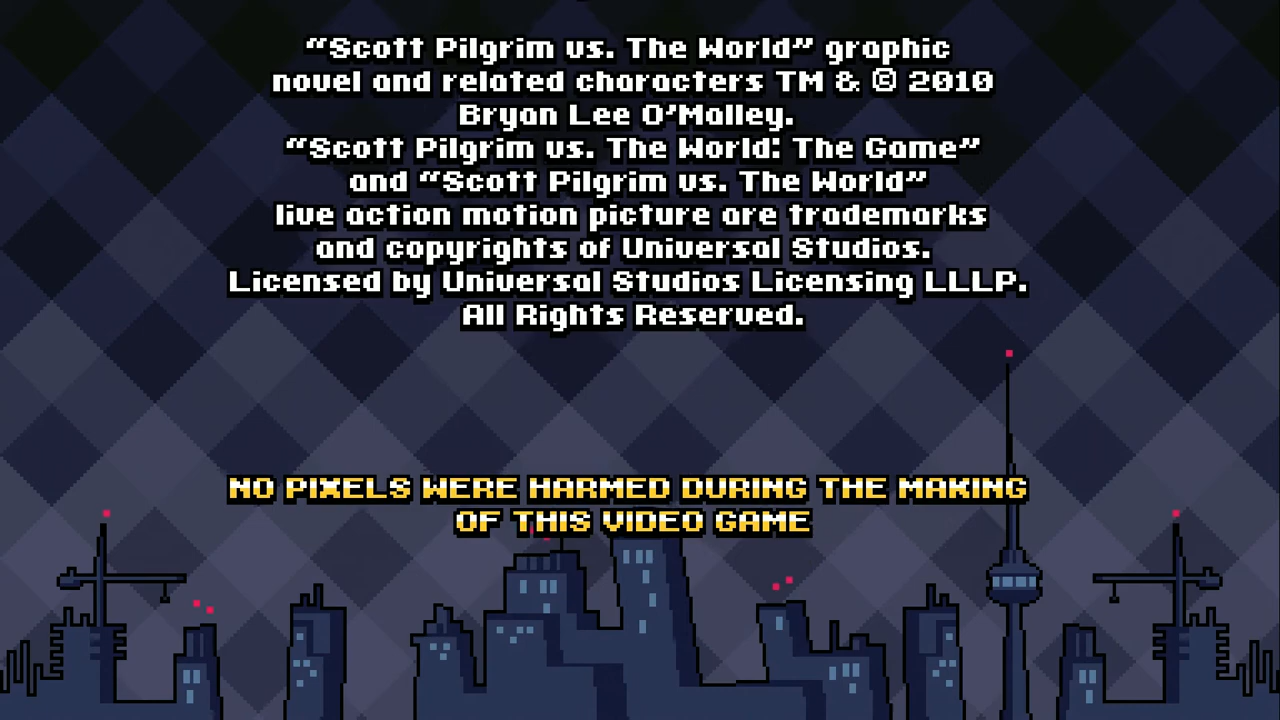 “Scott Pilgrim vs. The World” graphic
novel and related characters TM & © 2010
Bryan Lee O’Malley.
“Scott Pilgrim vs. The World: The Game”
and “Scott Pilgrim vs. The World”
live action motion picture are trademarks
and copyrights of Universal Studios.
Licensed by Universal Studios Licensing LLLP.
All Rights Reserved.
NO PIXELS WERE HARMED DURING THE MAKING
OF THIS VIDEO GAME